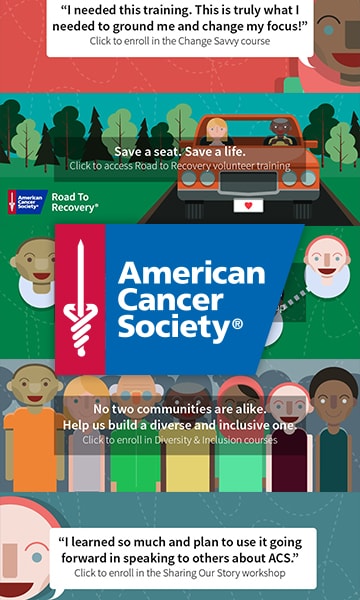 “I needed this training. This is truly what I
needed to ground me and change my focus!”
Click to enroll in the Change Savvy course
Save a seat. Save a life.
Click to access Road to Recovery volunteer training
American
Cancer
Society®
Road To
Recovery®
American
Cancer
Society®
No two communities are alike.
Help us build a diverse and inclusive one.
Click to enroll in Diversity & Inclusion courses
“I learned so much and plan to use it going
forward in speaking to others about ACS.”
Click to enroll in the Sharing Our Story workshop